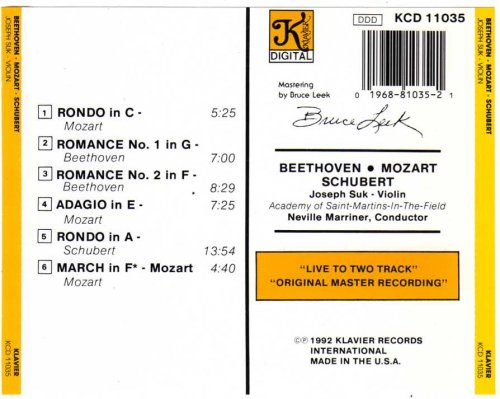 BEETHOVEN - MOZART - SCHUBERT
JOSEPH SUK - VIOLIN
KLAVIER
KCD 11035
1 RONDO in C - 5:25
Mozart
2 ROMANCE No. 1 in G -
Beethoven 7:00
3 ROMANCE No. 2 in F -
Beethoven 8:29
4 ADAGIO in E - 7:25
Mozart
5 RONDO in A -
Schubert 13:54
6 MARCH in F* - Mozart 4:40
Mozart
K
KLAVIER
DIGITAL
DDD KCD 11035
Mastering
by Bruce Leek
0 1968-81035-2 1
Bruce Leek
BEETHOVEN • MOZART
SCHUBERT
Joseph Suk - Violin
Academy of Saint-Martins-In-The-Field
Neville Marriner, Conductor
"LIVE TO TWO TRACK"
"ORIGINAL MASTER RECORDING"
©℗ 1992 KLAVIER RECORDS
INTERNATIONAL
MADE IN THE U.S.A.
BEETHOVEN - MOZART - SCHUBERT
JOSEPH SUK - VIOLIN
KLAVIER
KCD 11035